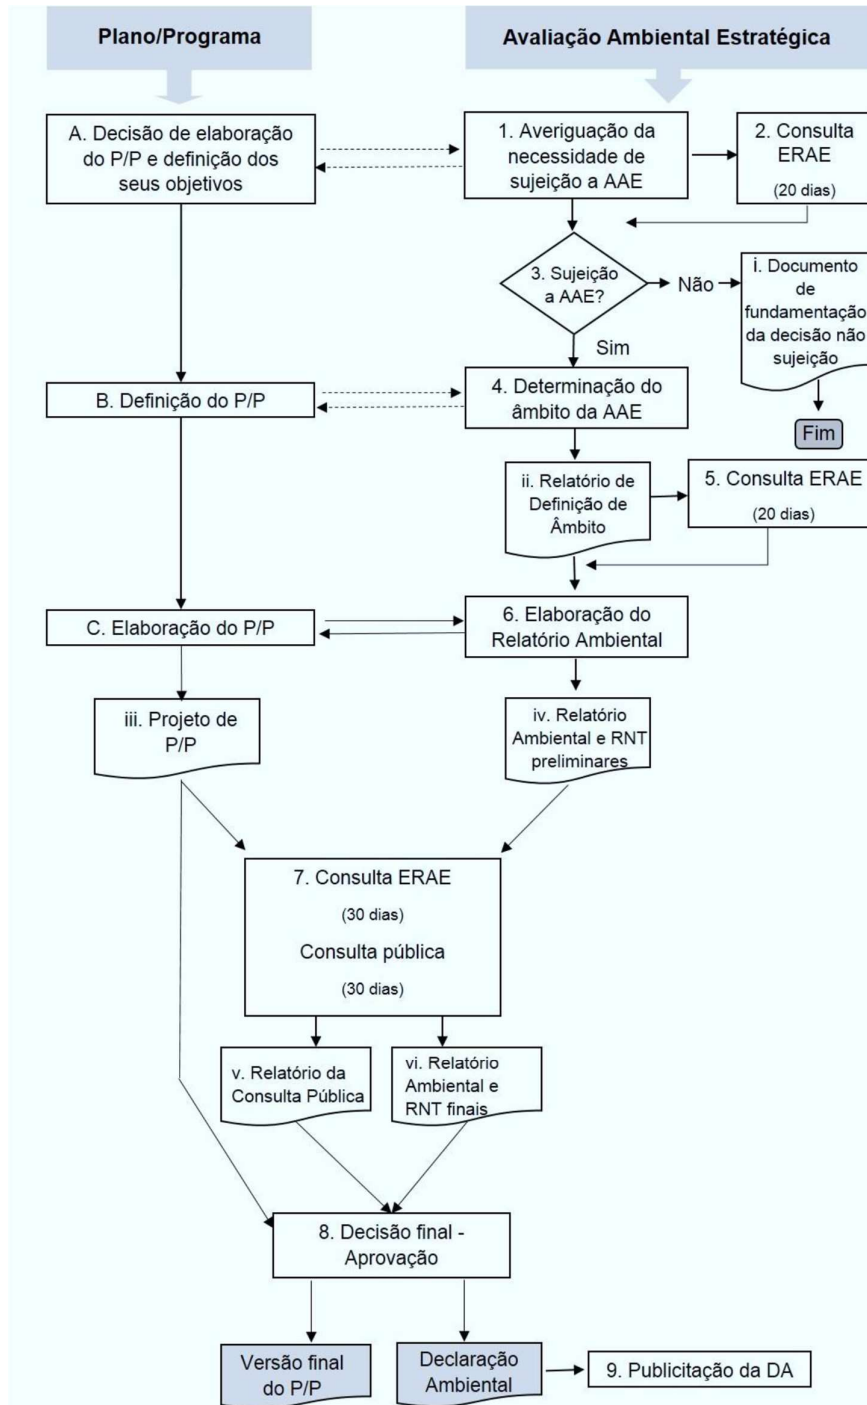 Plano/Programa
Avaliação Ambiental Estratégica
A. Decisão de elaboração
do P/P e definição dos
seus objetivos
1. Averiguação da
necessidade de
sujeição a AAE
2. Consulta
ERAE
(20 dias)
3. Sujeição
a AAE?
Não
i. Documento
de
fundamentação
da decisão não
sujeição
Sim
Fim
B. Definição do P/P
4. Determinação do
âmbito da AAE
ii. Relatório de
Definição de
Âmbito
5. Consulta ERAE
(20 dias)
C. Elaboração do P/P
6. Elaboração do
Relatório Ambiental
iii. Projeto de
P/P
iv. Relatório
Ambiental e RNT
preliminares
7. Consulta ERAE
(30 dias)
Consulta pública
(30 dias)
v. Relatório da
Consulta Pública
vi. Relatório
Ambiental e
RNT finais
8. Decisão final -
Aprovação
Versão final
do P/P
Declaração
Ambiental
9. Publicitação da DA